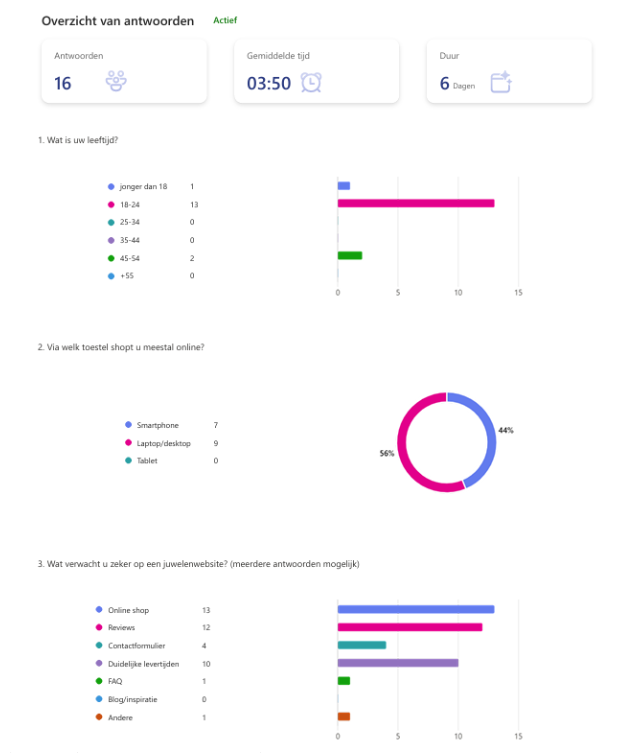 Overzicht van antwoorden Actief
Antwoorden Gemiddelde tijd Duur
16 03:50 6 Dagen
1. Wat is uw leeftijd?
jonger dan 18 1
18-24 13
25-34 0
35-44 0
45-54 2
+55 0
0 5 10 15
2. Via welk toestel shopt u meestal online?
Smartphone 7
Laptop/desktop 9
Tablet 0
44%
56%
3. Wat verwacht u zeker op een juwelenwebsite? (meerdere antwoorden mogelijk)
Online shop 13
Reviews 12
Contactformulier 4
Duidelijke levertijden 10
FAQ 1
Blog/inspiratie 0
Andere 1
0 5 10 15